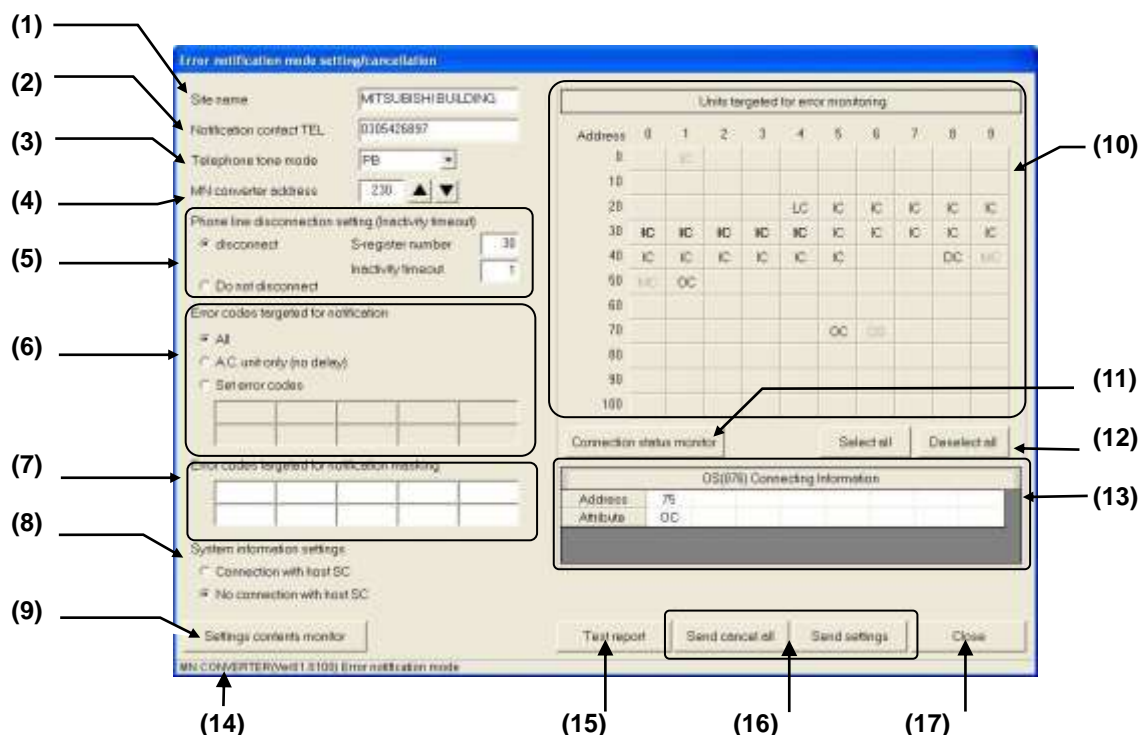 (1)
Error notification mode setting/cancellation
(2)
Site name MITSUBISHI BUILDING
Notification contact TEL 0305426897
(3)
Telephone tone mode PB
(4)
MN converter address 230
Phone line disconnection setting (Inactivity timeout)
disconnect S-register number 30
(5)
Inactivity timeout 1
Do not disconnect
Error codes targeted for notification
(6)
All
A.C. unit only (no delay)
Set error codes
(7)
Error codes targeted for notification masking
(8)
System information settings
Connection with host SC
No connection with host SC
(9)
Settings contents monitor
Units targeted for error monitoring
Address 0 1 2 3 4 5 6 7 8 9
(10)
0 IC
10
20 LC IC IC IC IC IC
30 IC IC IC IC IC IC IC IC IC IC
40 IC IC IC IC IC IC OC
50 OC
60
70 OC OS
80
90
100
(11)
Connection status monitor Select all Deselect all
(12)
OS(076) Connecting Information
(13)
Address 75
Attribute OC
Test report Send cancel all Send settings Close
MN CONVERTER(Ver01.0100) Error notification mode
(14) (15) (16) (17)